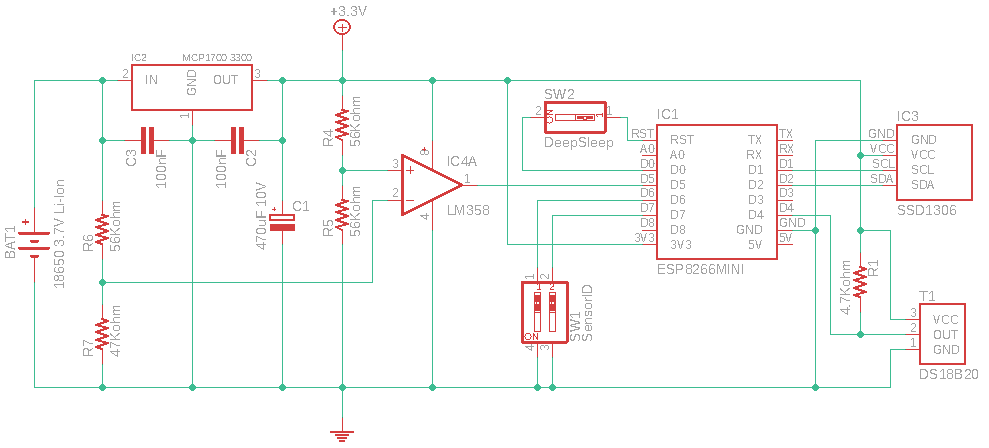 +3.3V
IC2 MCP1700 3300
2 IN GND OUT 3
1
C3 100nF
100nF C2
R4 56Kohm
R5 56Kohm
R6 56Kohm
R7 47Kohm
BAT1
+
18650 3.7V Li-Ion
470uF 10V
+ C1
3 + 8 + IC4A
2 - 4 1
LM358
SW2
2 ON 1 1
DeepSleep
IC1
RST RST TX TX
A0 A0 RX RX
D0 D0 D1 D1
D5 D5 D2 D2
D6 D6 D3 D3
D7 D7 D4 D4
D8 D8 GND GND
3V3 3V3 5V 5V
ESP8266MINI
1 2
1 2
ON
4 3
SW1
SensorID
IC3
GND GND
VCC VCC
SCL SCL
SDA SDA
SSD1306
4.7Kohm R1
T1
3 VCC
2 OUT
1 GND
DS18B20